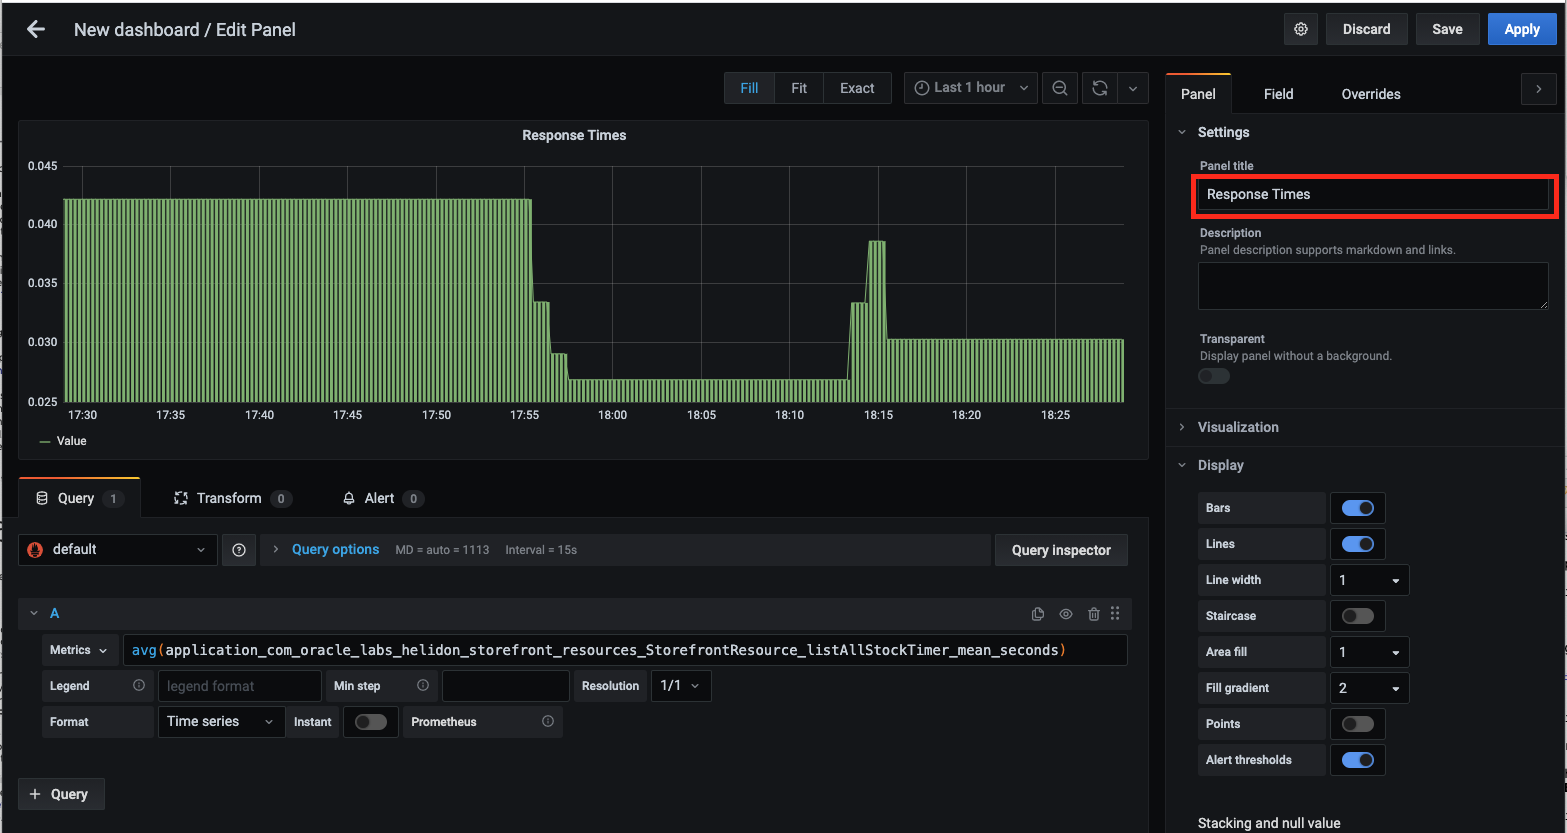 New dashboard / Edit Panel
Discard
Save
Apply
Fill
Fit
Exact
Last 1 hour
Response Times
0.045
0.040
0.035
0.030
0.025
17:30
17:35
17:40
17:45
17:50
17:55
18:00
18:05
18:10
18:15
18:20
18:25
Value
Query 1
Transform 0
Alert 0
default
Query options MD = auto = 1113 Interval = 15s
Query inspector
A
Metrics
avg(application_com_oracle_labs_helidon_storefront_resources_StorefrontResource_listAllStockTimer_mean_seconds)
Legend
legend format
Min step
Resolution
1/1
Format
Time series
Instant
Prometheus
+ Query
Panel
Field
Overrides
Settings
Panel title
Response Times
Description
Panel description supports markdown and links.
Transparent
Display panel without a background.
Visualization
Display
Bars
Lines
Line width 1
Staircase
Area fill 1
Fill gradient 2
Points
Alert thresholds
Stacking and null value